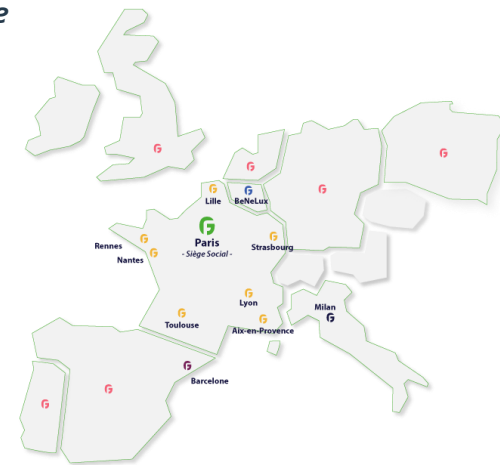 e
Lille
BeNeLux
Paris
- Siège Social -
Strasbourg
Rennes
Nantes
Lyon
Milan
Toulouse
Aix-en-Provence
Barcelone